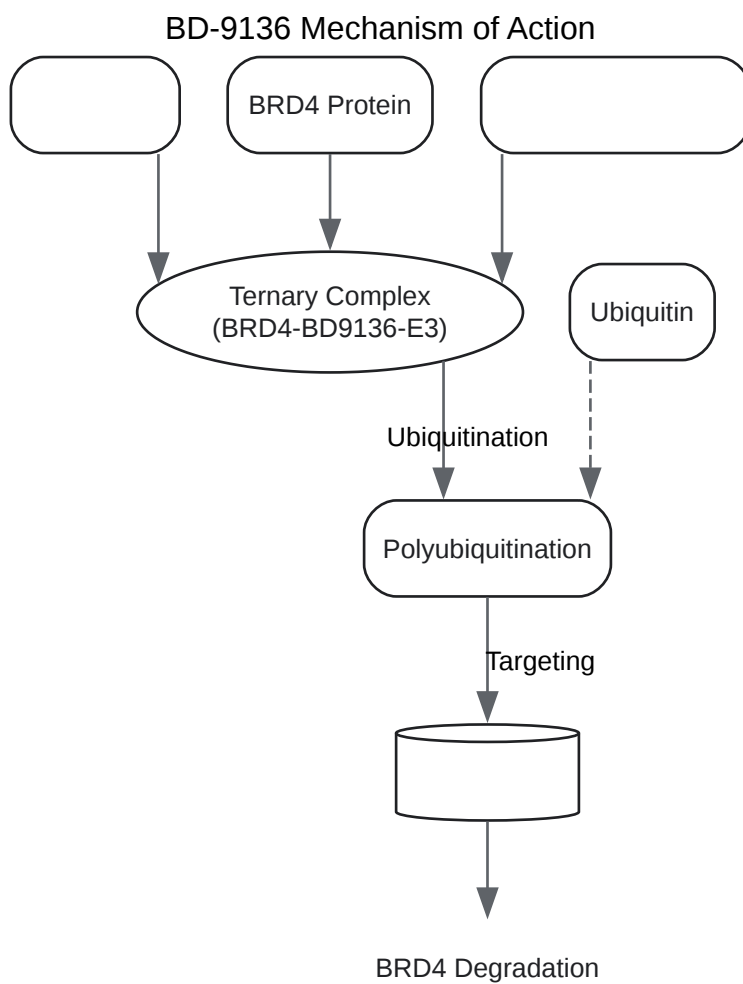 BD-9136 Mechanism of Action
BRD4 Protein
Ternary Complex
(BRD4-BD9136-E3)
Ubiquitin
Ubiquitination
Polyubiquitination
Targeting
BRD4 Degradation